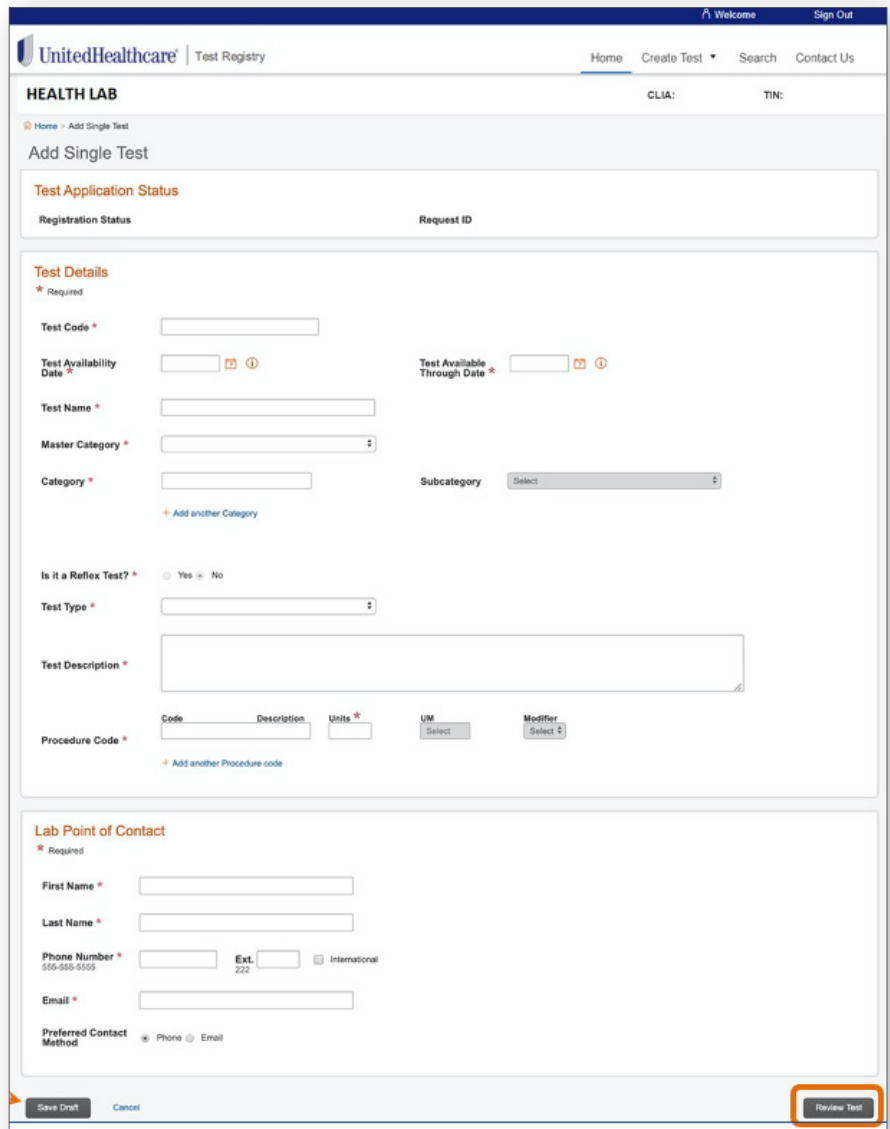 Welcome Sign Out
UnitedHealthcare® Test Registry Home Create Test Search Contact Us
HEALTH LAB CLIA: TIN:
Home > Add Single Test
Add Single Test
Test Application Status
Registration Status Request ID
Test Details
* Required
Test Code *
Test Availability Date * Test Available Through Date *
Test Name *
Master Category *
Category * Subcategory Select
+ Add another Category
Is it a Reflex Test? * Yes No
Test Type *
Test Description *
Code Description Units * UM Modifier
Procedure Code * Select Select
+ Add another Procedure code
Lab Point of Contact
* Required
First Name *
Last Name *
Phone Number * Ext. International
555-555-5555 222
Email *
Preferred Contact Method Phone Email
Save Draft Cancel Review Test